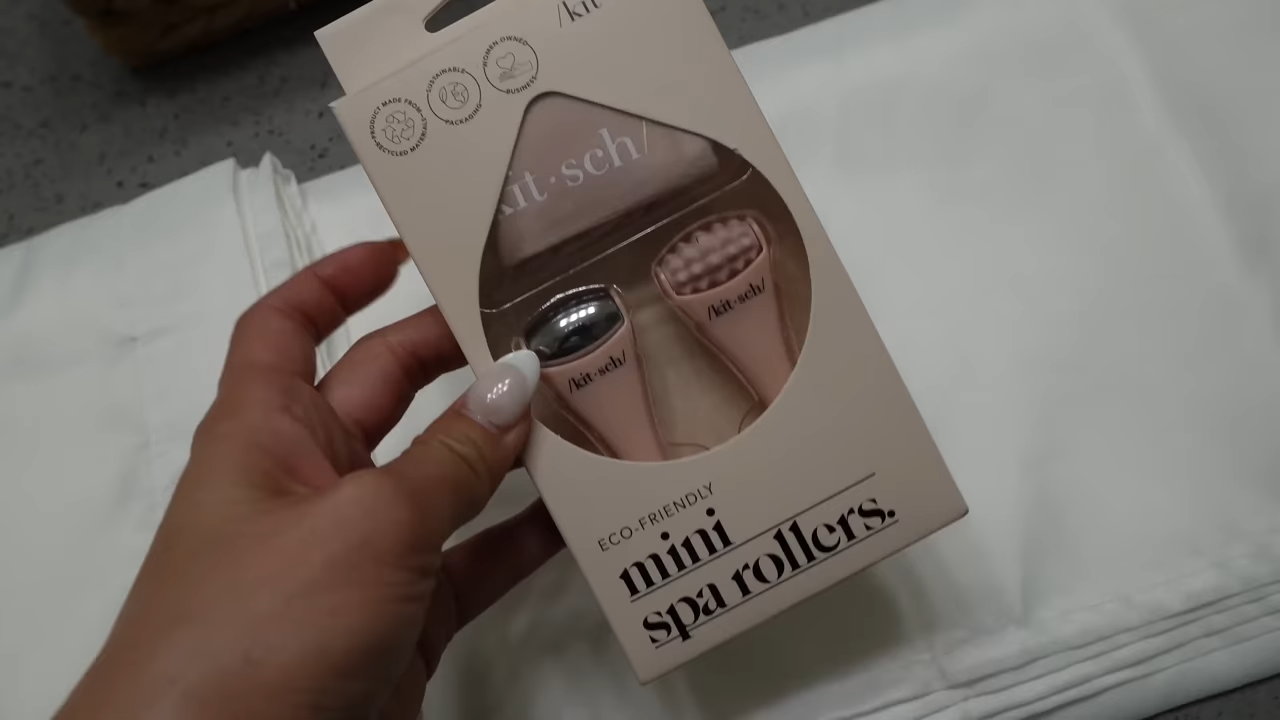 /kit
WOMEN-OWNED
BUSINESS
SUSTAINABLE
PACKAGING
PRODUCT MADE FROM
RECYCLED MATERIALS
kit·sch/
/kit·sch/
/kit·sch/
ECO-FRIENDLY
mini
spa rollers.